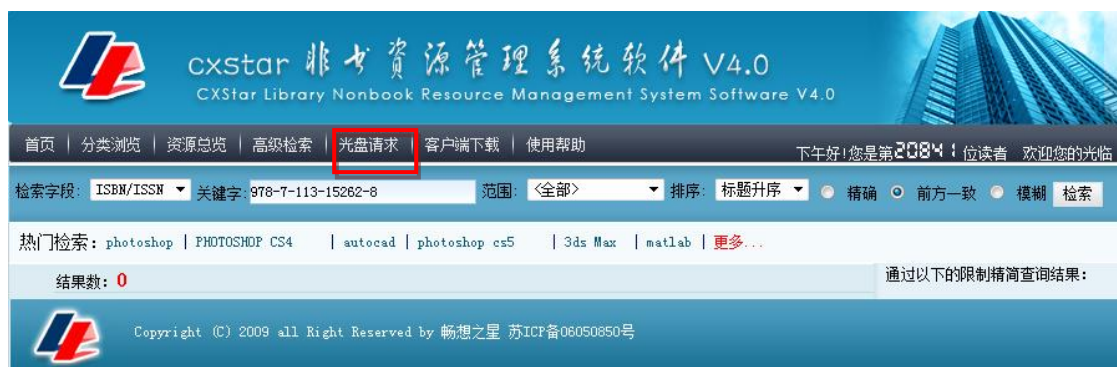 cxstar 非书資源管理系统软件 V4.0
CXStar Library Nonbook Resource Management System Software V4.0
首页 | 分类浏览 | 资源总览 | 高级检索 | 光盘请求 | 客户端下载 | 使用帮助
下午好!您是第20841位读者 欢迎您的光临
检索字段: ISBN/ISSN 关键字: 978-7-113-15262-8 范围: <全部> 排序: 标题升序 精确 前方一致 模糊 检索
热门检索: photoshop | PHOTOSHOP CS4 | autocad | photoshop cs5 | 3ds Max | matlab | 更多...
结果数: 0
通过以下的限制精简查询结果:
Copyright (C) 2009 all Right Reserved by 畅想之星 苏ICP备06050850号